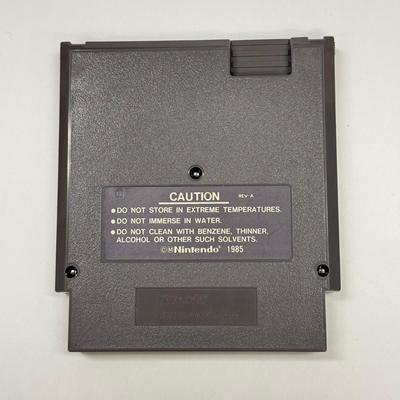 CAUTION REV-A
●DO NOT STORE IN EXTREME TEMPERATURES.
●DO NOT IMMERSE IN WATER.
●DO NOT CLEAN WITH BENZENE, THINNER,
ALCOHOL OR OTHER SUCH SOLVENTS.
©Ⓜ Nintendo® 1985